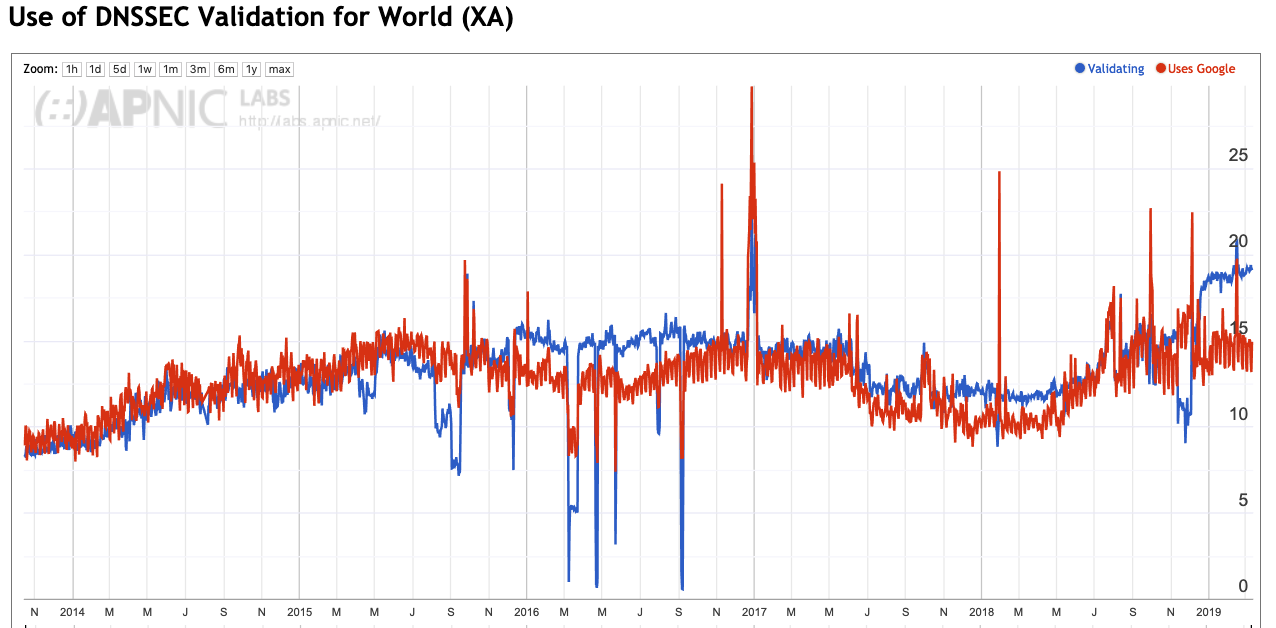 Use of DNSSEC Validation for World (XA)
Zoom: 1h 1d 5d 1w 1m 3m 6m 1y max
Validating Uses Google
(::)APNIC LABS
http://labs.apnic.net/
25
20
15
10
5
0
N 2014 M M J S N 2015 M M J S N 2016 M M J S N 2017 M M J S N 2018 M M J S N 2019